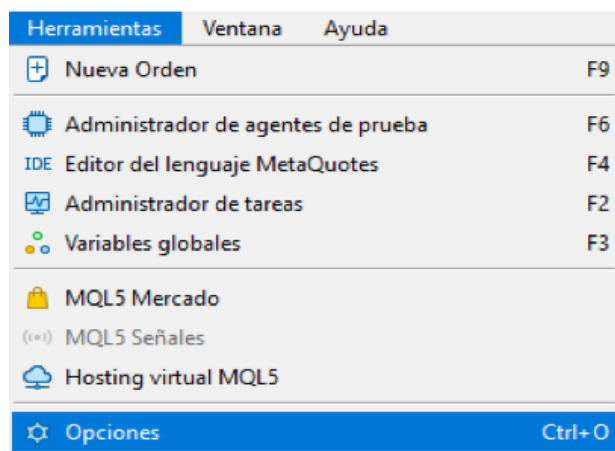 Herramientas Ventana Ayuda
Nueva Orden F9
Administrador de agentes de prueba F6
IDE Editor del lenguaje MetaQuotes F4
Administrador de tareas F2
Variables globales F3
MQL5 Mercado
MQL5 Señales
Hosting virtual MQL5
Opciones Ctrl+O